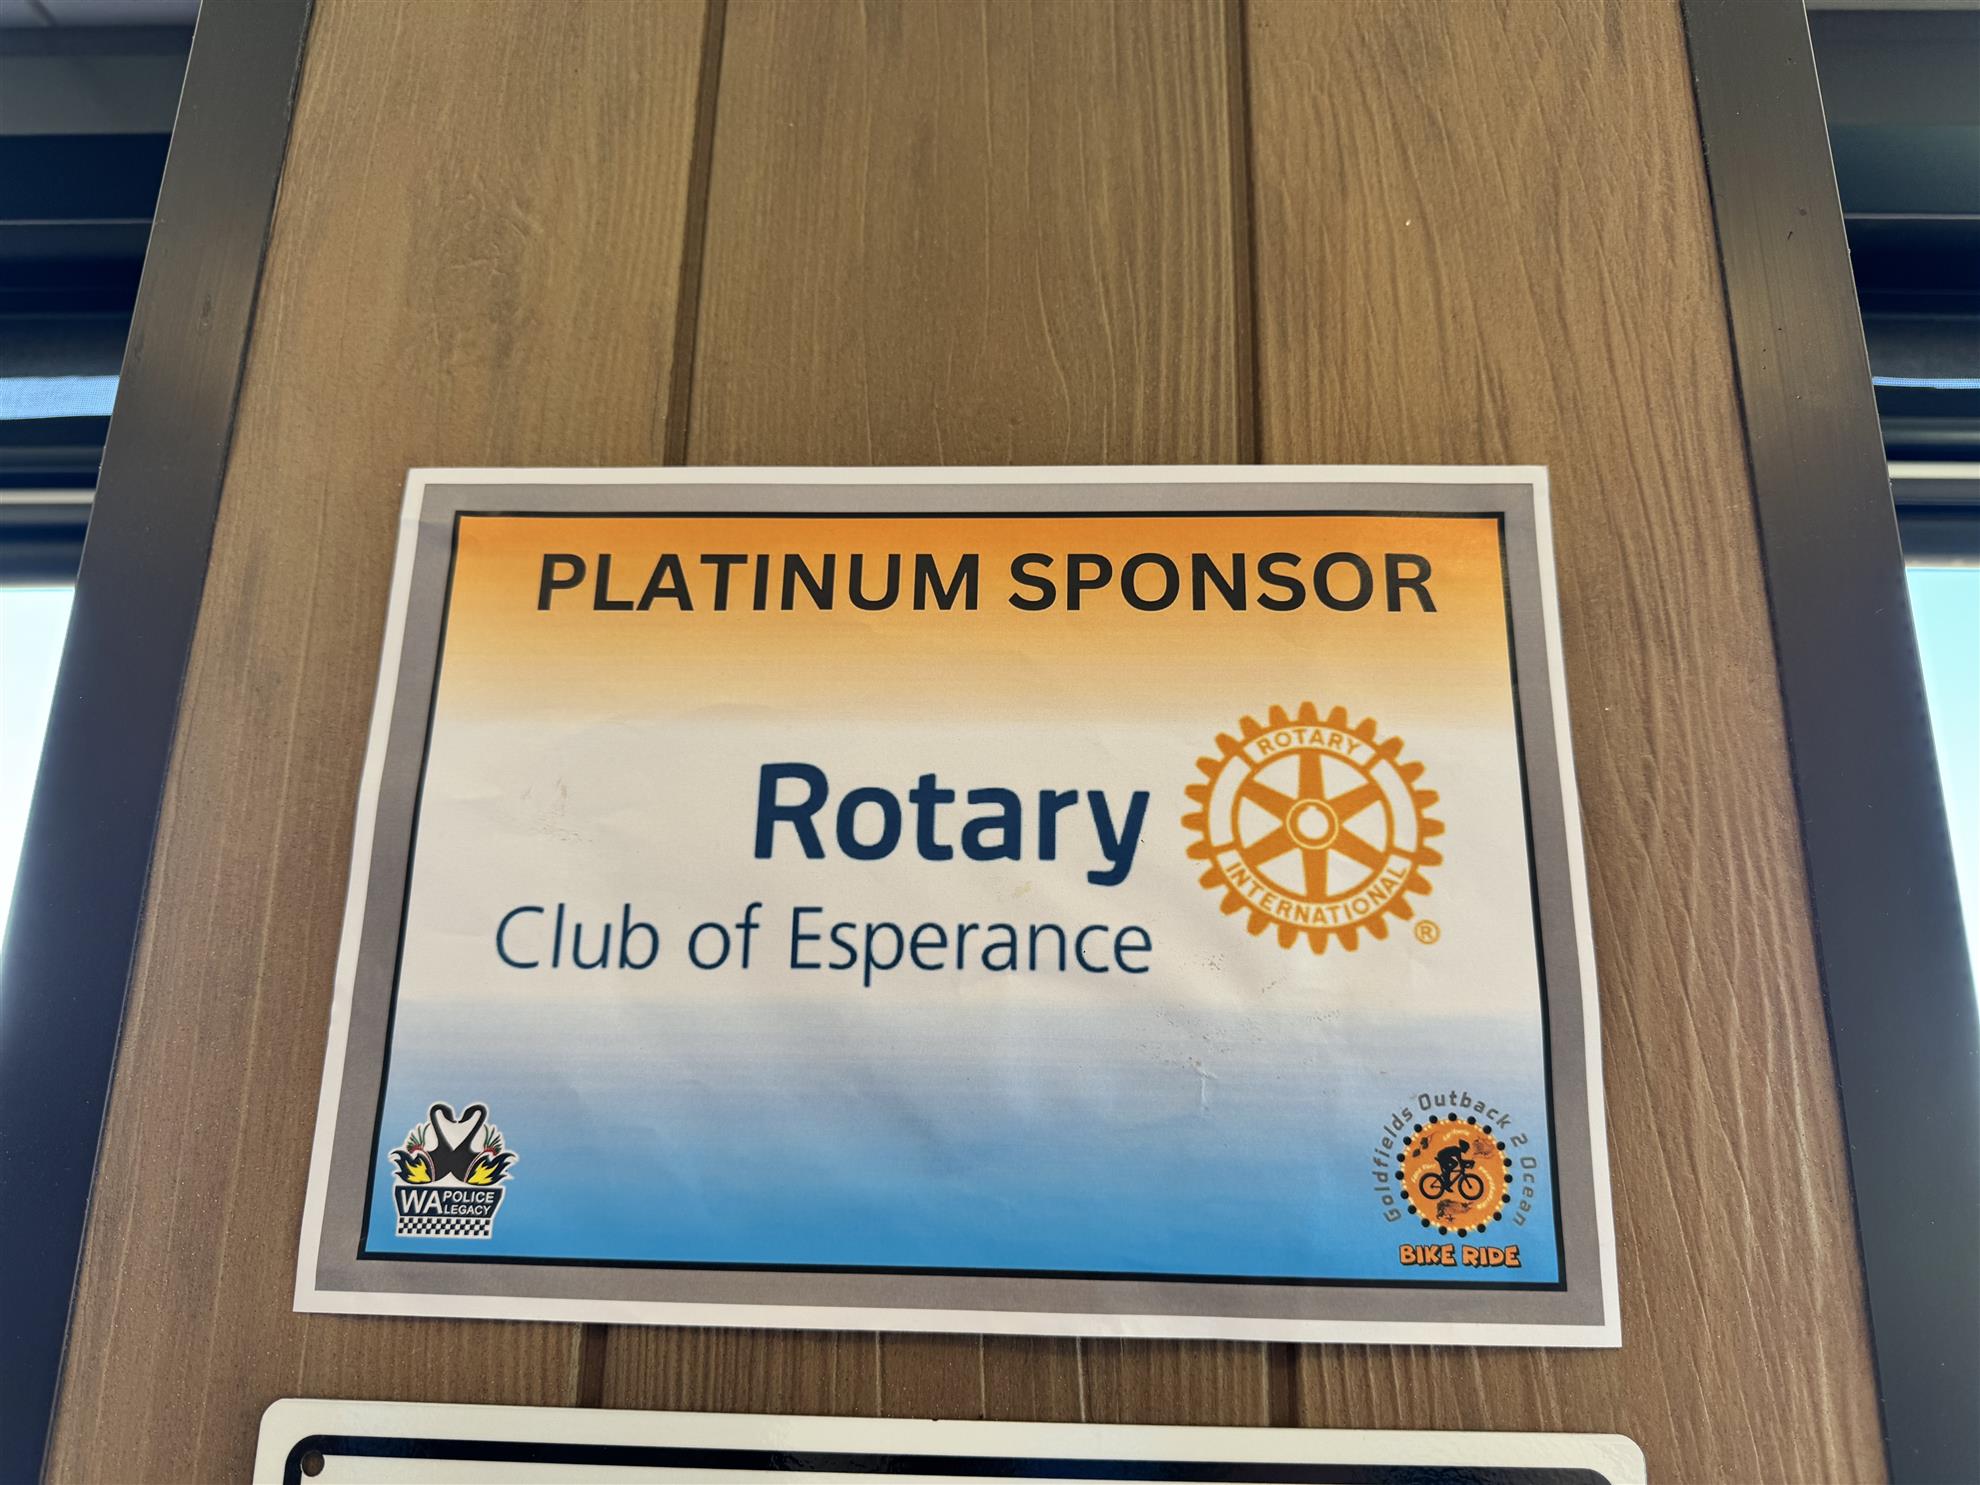 PLATINUM SPONSOR
Rotary
Club of Esperance
ROTARY
INTERNATIONAL
®
WA POLICE
LEGACY
Goldfields Outback 2 Ocean
BIKE RIDE